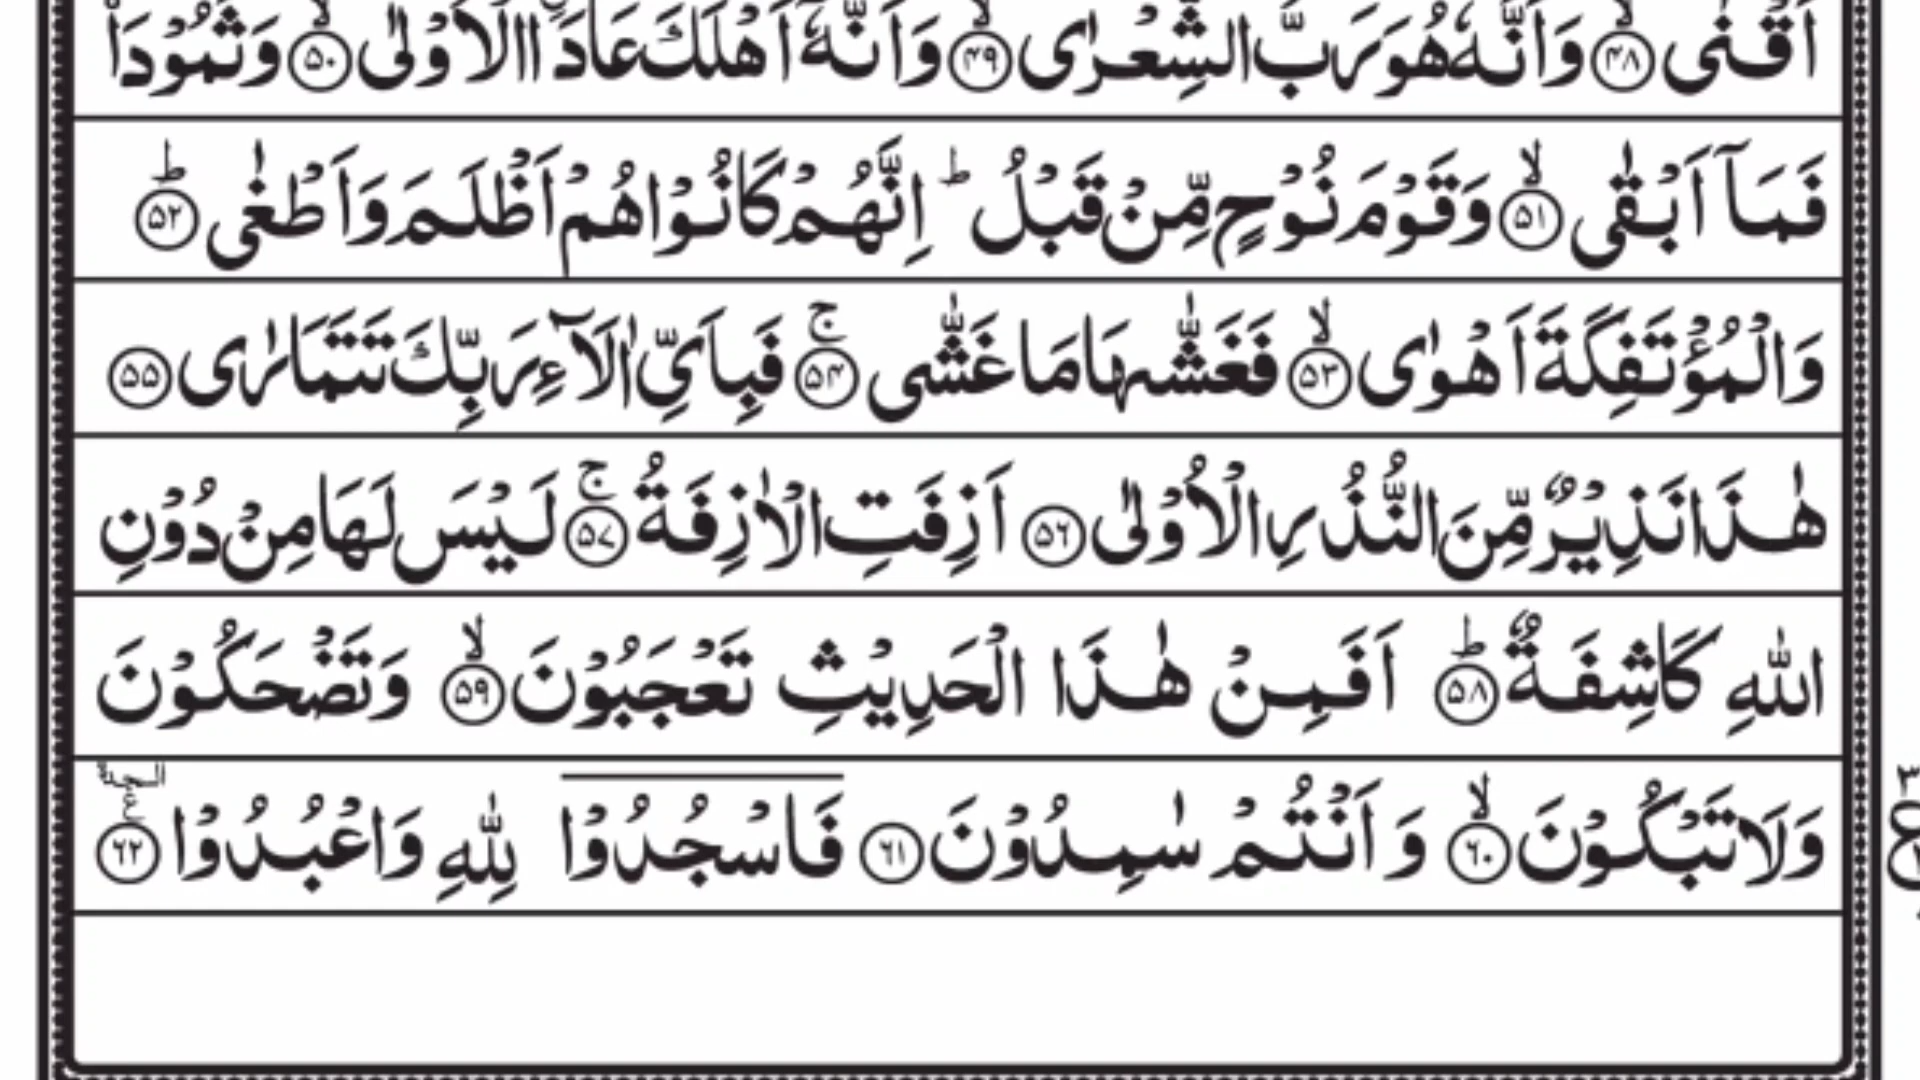 اَقْنٰى ۙ﴿۴۸﴾ وَاَنَّهٗ هُوَ رَبُّ الشِّعْرٰى ۙ﴿۴۹﴾ وَاَنَّهٗۤ اَهْلَكَ عَادَا۟ اۨلْاُوْلٰى ۙ﴿۵۰﴾ وَثَمُوْدَا۟
فَمَاۤ اَبْقٰى ۙ﴿۵۱﴾ وَقَوْمَ نُوْحٍ مِّنْ قَبْلُ ؕ اِنَّهُمْ كَانُوْا هُمْ اَظْلَمَ وَاَطْغٰى ؕ﴿۵۲﴾
وَالْمُؤْتَفِكَةَ اَهْوٰى ۙ﴿۵۳﴾ فَغَشّٰىهَا مَا غَشّٰى ۚ﴿۵۴﴾ فَبِاَيِّ اٰلَآءِ رَبِّكَ تَتَمَارٰى ﴿۵۵﴾
هٰذَا نَذِيْرٌ مِّنَ النُّذُرِ الْاُوْلٰى ﴿۵۶﴾ اَزِفَتِ الْاٰزِفَةُ ۚ﴿۵۷﴾ لَيْسَ لَهَا مِنْ دُوْنِ
اللّٰهِ كَاشِفَةٌ ؕ﴿۵۸﴾ اَفَمِنْ هٰذَا الْحَدِيْثِ تَعْجَبُوْنَ ۙ﴿۵۹﴾ وَتَضْحَكُوْنَ
وَلَا تَبْكُوْنَ ۙ﴿۶۰﴾ وَاَنْتُمْ سٰمِدُوْنَ ﴿۶۱﴾ فَاسْجُدُوْا لِلّٰهِ وَاعْبُدُوْا ﴿۶۲﴾